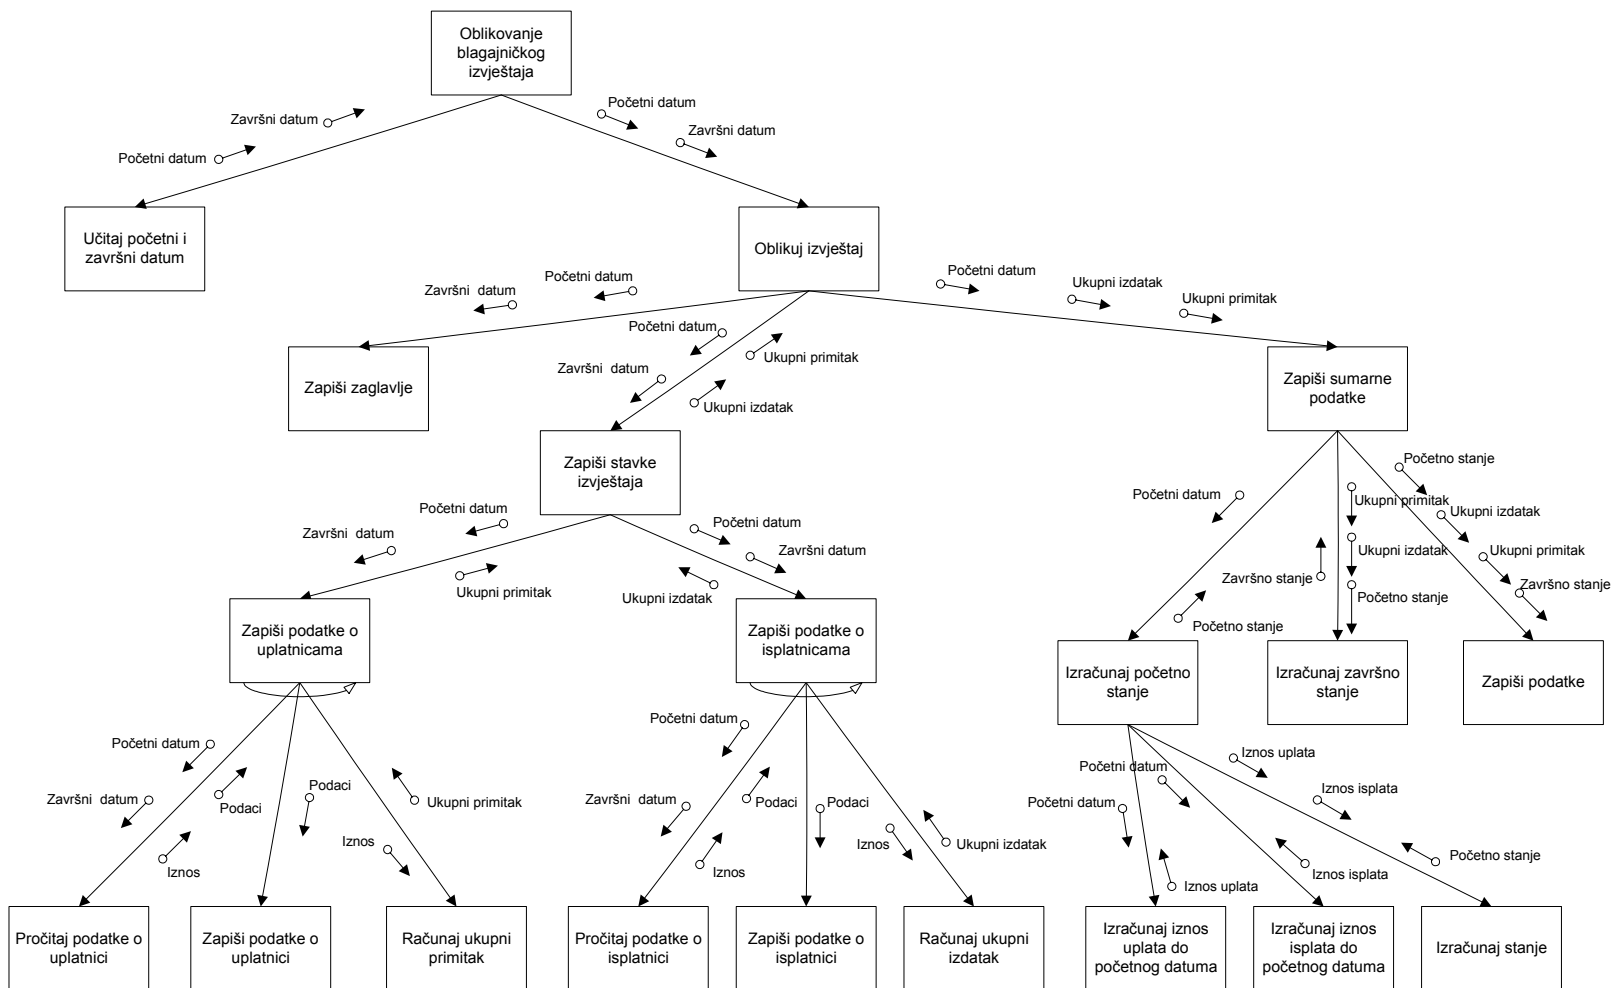 Oblikovanje
blagajničkog
izvještaja
Početni datum
Završni datum
Završni datum
Početni datum
Učitaj početni i
završni datum
Oblikuj izvještaj
Početni datum
Završni  datum
Početni datum
Ukupni izdatak
Ukupni primitak
Početni datum
Završni  datum
Ukupni primitak
Ukupni izdatak
Zapiši zaglavlje
Zapiši sumarne
podatke
Zapiši stavke
izvještaja
Početni datum
Završni  datum
Ukupni primitak
Početni datum
Završni datum
Ukupni izdatak
Početni datum
Početno stanje
Završno stanje
Ukupni primitak
Ukupni izdatak
Početno stanje
Početno stanje
Ukupni izdatak
Ukupni primitak
Završno stanje
Zapiši podatke o
uplatnicama
Zapiši podatke o
isplatnicama
Izračunaj početno
stanje
Izračunaj završno
stanje
Zapiši podatke
Početni datum
Završni  datum
Podaci
Iznos
Podaci
Iznos
Ukupni primitak
Početni datum
Završni  datum
Podaci
Iznos
Podaci
Iznos
Ukupni izdatak
Početni datum
Iznos uplata
Početni datum
Iznos isplata
Iznos uplata
Iznos isplata
Početno stanje
Pročitaj podatke o
uplatnici
Zapiši podatke o
uplatnici
Računaj ukupni
primitak
Pročitaj podatke o
isplatnici
Zapiši podatke o
isplatnici
Računaj ukupni
izdatak
Izračunaj iznos
uplata do
početnog datuma
Izračunaj iznos
isplata do
početnog datuma
Izračunaj stanje